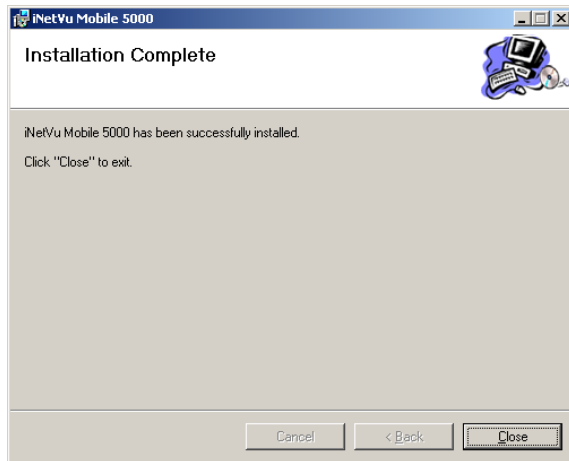 iNetVu Mobile 5000
Installation Complete
iNetVu Mobile 5000 has been successfully installed.
Click "Close" to exit.
Cancel
< Back
Close